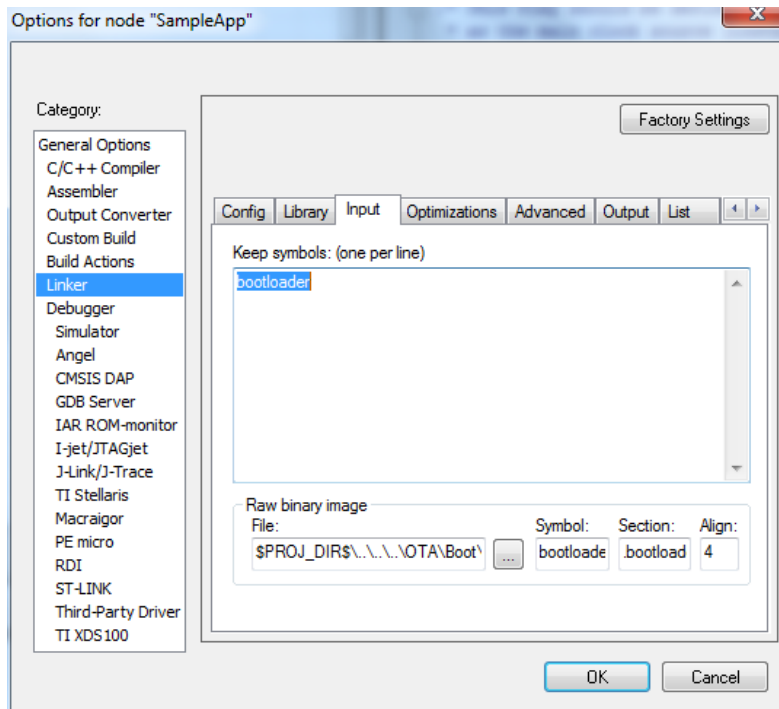 Options for node "SampleApp"
Category:
General Options
C/C++ Compiler
Assembler
Output Converter
Custom Build
Build Actions
Linker
Debugger
Simulator
Angel
CMSIS DAP
GDB Server
IAR ROM-monitor
I-jet/JTAGjet
J-Link/J-Trace
TI Stellaris
Macraigor
PE micro
RDI
ST-LINK
Third-Party Driver
TI XDS100
Factory Settings
Config Library Input Optimizations Advanced Output List
Keep symbols: (one per line)
bootloader
Raw binary image
File: Symbol: Section: Align:
$PROJ_DIR$\..\..\..\OTA\Boot\ ... bootloade .bootload 4
OK Cancel